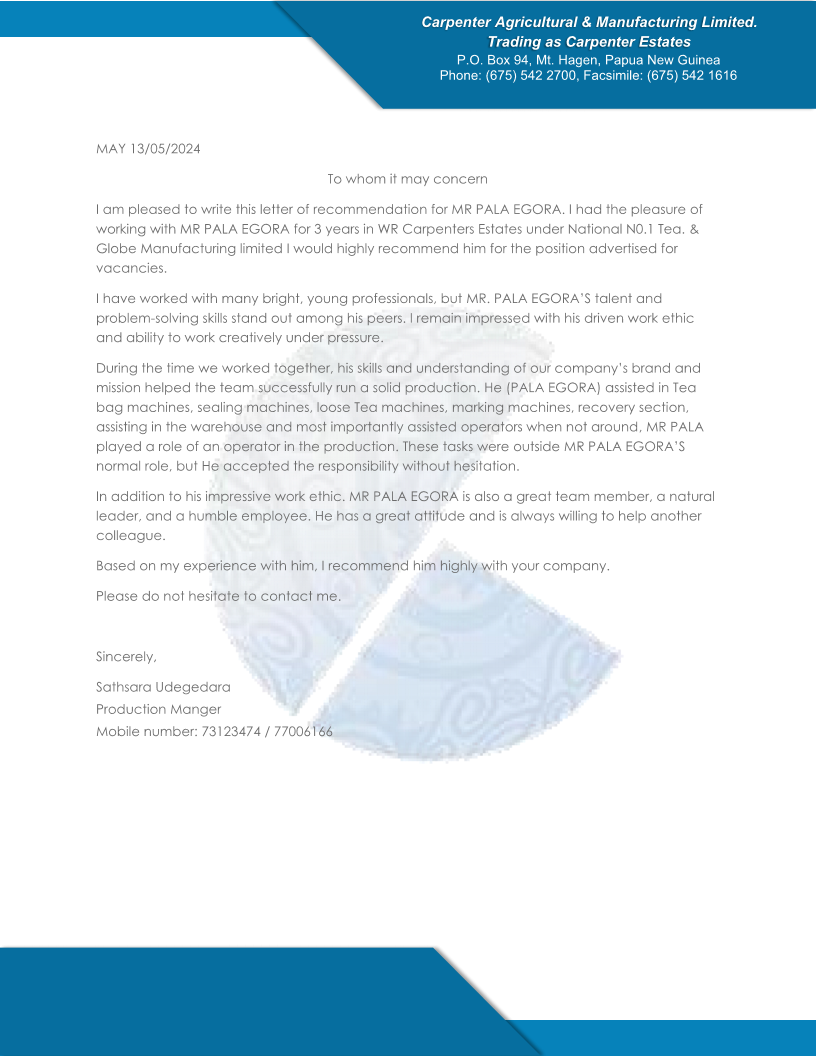 Carpenter Agricultural & Manufacturing Limited.
Trading as Carpenter Estates
P.O. Box 94, Mt. Hagen, Papua New Guinea
Phone: (675) 542 2700, Facsimile: (675) 542 1616
MAY 13/05/2024
To whom it may concern
I am pleased to write this letter of recommendation for MR PALA EGORA. I had the pleasure of
working with MR PALA EGORA for 3 years in WR Carpenters Estates under National N0.1 Tea. &
Globe Manufacturing limited I would highly recommend him for the position advertised for
vacancies.
I have worked with many bright, young professionals, but MR. PALA EGORA’S talent and
problem-solving skills stand out among his peers. I remain impressed with his driven work ethic
and ability to work creatively under pressure.
During the time we worked together, his skills and understanding of our company’s brand and
mission helped the team successfully run a solid production. He (PALA EGORA) assisted in Tea
bag machines, sealing machines, loose Tea machines, marking machines, recovery section,
assisting in the warehouse and most importantly assisted operators when not around, MR PALA
played a role of an operator in the production. These tasks were outside MR PALA EGORA’S
normal role, but He accepted the responsibility without hesitation.
In addition to his impressive work ethic. MR PALA EGORA is also a great team member, a natural
leader, and a humble employee. He has a great attitude and is always willing to help another
colleague.
Based on my experience with him, I recommend him highly with your company.
Please do not hesitate to contact me.
Sincerely,
Sathsara Udegedara
Production Manger
Mobile number: 73123474 / 77006166